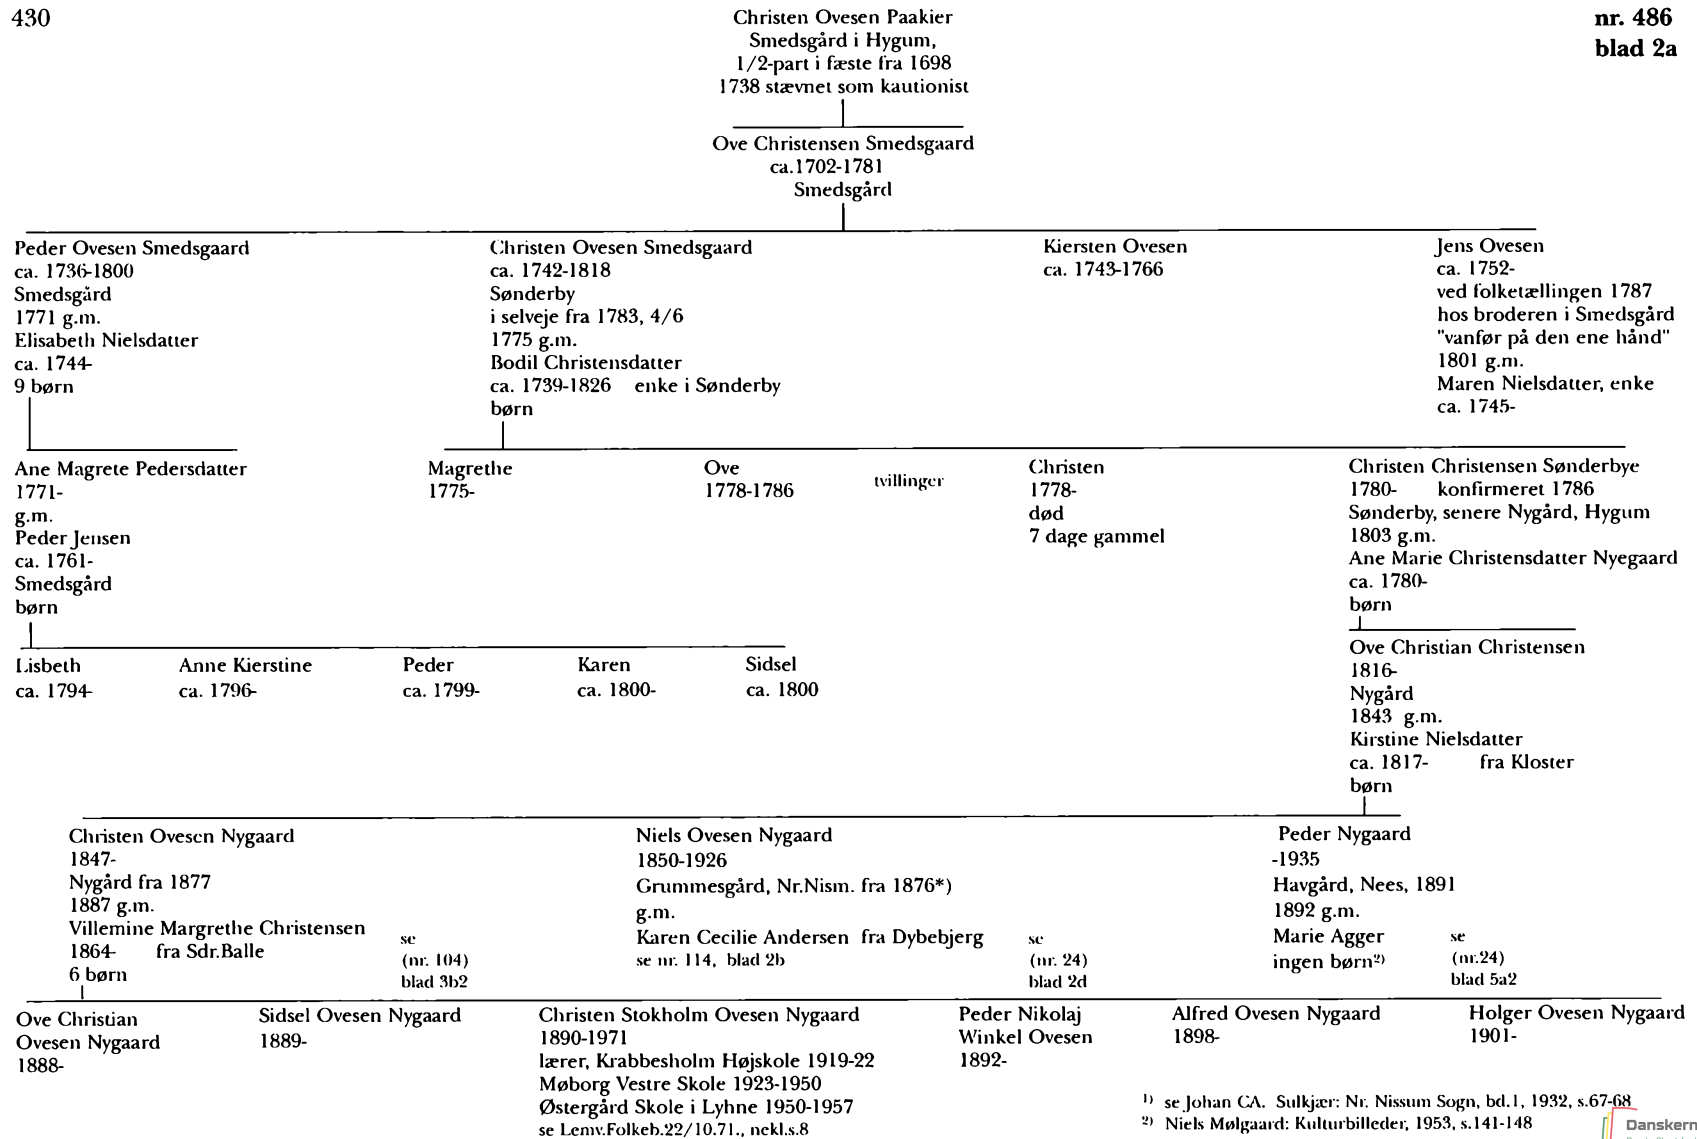 430
nr. 486
blad 2a
Christen Ovesen Paakier
Smedsgård i Hygum,
1/2-part i fæste fra 1698
1738 stævnet som kautionist
Ove Christensen Smedsgaard
ca.1702-1781
Smedsgård
Peder Ovesen Smedsgaard
ca. 1736-1800
Smedsgård
1771 g.m.
Elisabeth Nielsdatter
ca. 1744-
9 børn
Christen Ovesen Smedsgaard
ca. 1742-1818
Sønderby
i selveje fra 1783, 4/6
1775 g.m.
Bodil Christensdatter
ca. 1739-1826 enke i Sønderby
børn
Kiersten Ovesen
ca. 1743-1766
Jens Ovesen
ca. 1752-
ved folketællingen 1787
hos broderen i Smedsgård
"vanfør på den ene hånd"
1801 g.m.
Maren Nielsdatter, enke
ca. 1745-
Ane Magrete Pedersdatter
1771-
g.m.
Peder Jensen
ca. 1761-
Smedsgård
børn
Magrethe
1775-
Ove
1778-1786
tvillinger
Christen
1778-
død
7 dage gammel
Christen Christensen Sønderbye
1780- konfirmeret 1786
Sønderby, senere Nygård, Hygum
1803 g.m.
Ane Marie Christensdatter Nyegaard
ca. 1780-
børn
Lisbeth
ca. 1794-
Anne Kierstine
ca. 1796-
Peder
ca. 1799-
Karen
ca. 1800-
Sidsel
ca. 1800
Ove Christian Christensen
1816-
Nygård
1843 g.m.
Kirstine Nielsdatter
ca. 1817- fra Kloster
børn
Christen Ovesen Nygaard
1847-
Nygård fra 1877
1887 g.m.
Villemine Margrethe Christensen
1864- fra Sdr.Balle
6 børn
se
(nr. 104)
blad 3b2
Niels Ovesen Nygaard
1850-1926
Grummesgård, Nr.Nism. fra 1876*)
g.m.
Karen Cecilie Andersen fra Dybebjerg
se nr. 114, blad 2b
se
(nr. 24)
blad 2d
Peder Nygaard
-1935
Havgård, Nees, 1891
1892 g.m.
Marie Agger
ingen børn²⁾
se
(nr.24)
blad 5a2
Ove Christian
Ovesen Nygaard
1888-
Sidsel Ovesen Nygaard
1889-
Christen Stokholm Ovesen Nygaard
1890-1971
lærer, Krabbesholm Højskole 1919-22
Møborg Vestre Skole 1923-1950
Østergård Skole i Lyhne 1950-1957
se Lemv.Folkeb.22/10.71., nekl.s.8
Peder Nikolaj
Winkel Ovesen
1892-
Alfred Ovesen Nygaard
1898-
Holger Ovesen Nygaard
1901-
¹⁾ se Johan CA. Sulkjær: Nr. Nissum Sogn, bd.1, 1932, s.67-68
²⁾ Niels Mølgaard: Kulturbilleder, 1953, s.141-148
Danskern